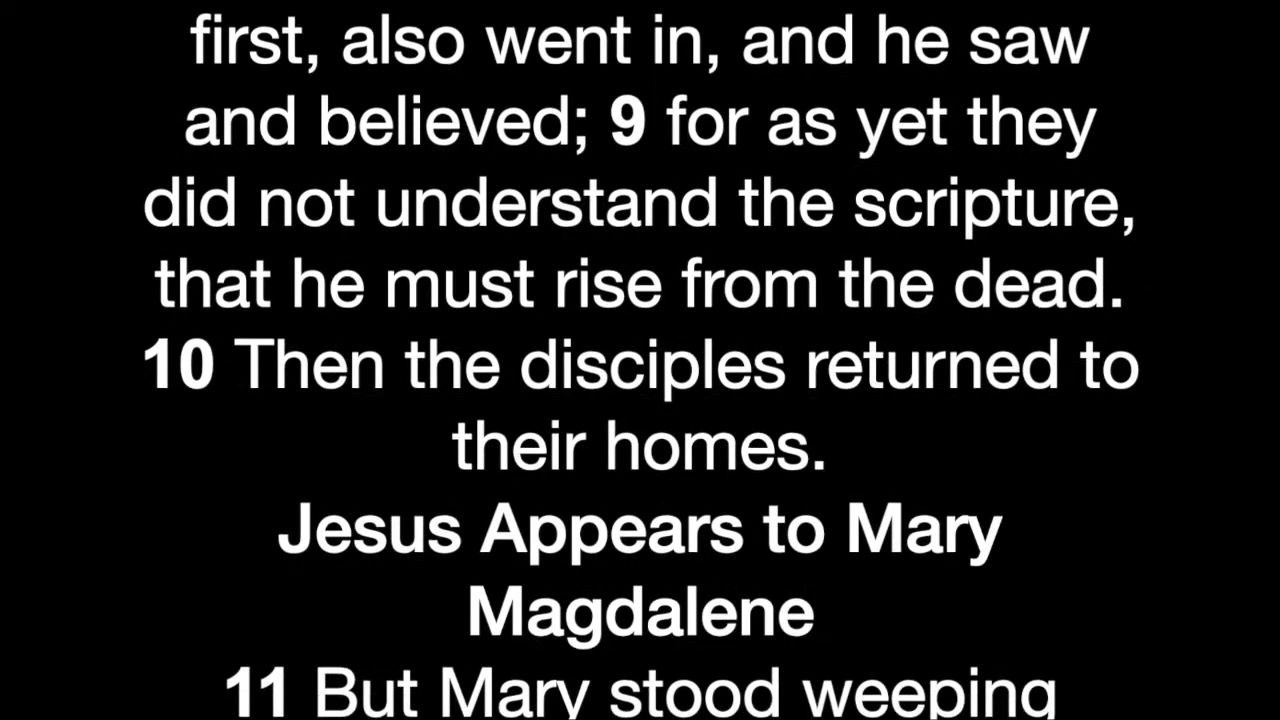 first, also went in, and he saw
and believed; 9 for as yet they
did not understand the scripture,
that he must rise from the dead.
10 Then the disciples returned to
their homes.
Jesus Appears to Mary
Magdalene
11 But Mary stood weeping